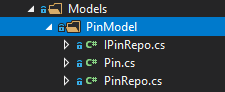 Models
PinModel
C# IPinRepo.cs
C# Pin.cs
C# PinRepo.cs